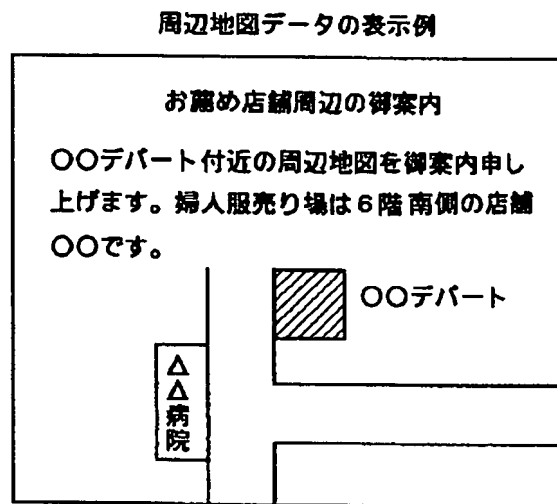 周辺地図データの表示例
お薦め店舗周辺の御案内
○○デパート付近の周辺地図を御案内申し
上げます。婦人服売り場は6階南側の店舗
○○です。
○○デパート
△△病院